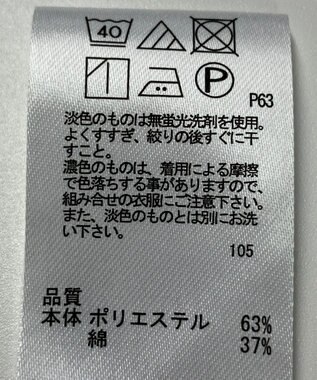 40
P
P63
淡色のものは無蛍光洗剤を使用。
よくすすぎ、絞りの後すぐに干
すこと。
濃色のものは、着用による摩擦
で色落ちする事がありますので、
組み合せの衣服にご注意下さい。
また、淡色のものとは別にお洗
い下さい。
105
品質
本体 ポリエステル 63%
綿 37%